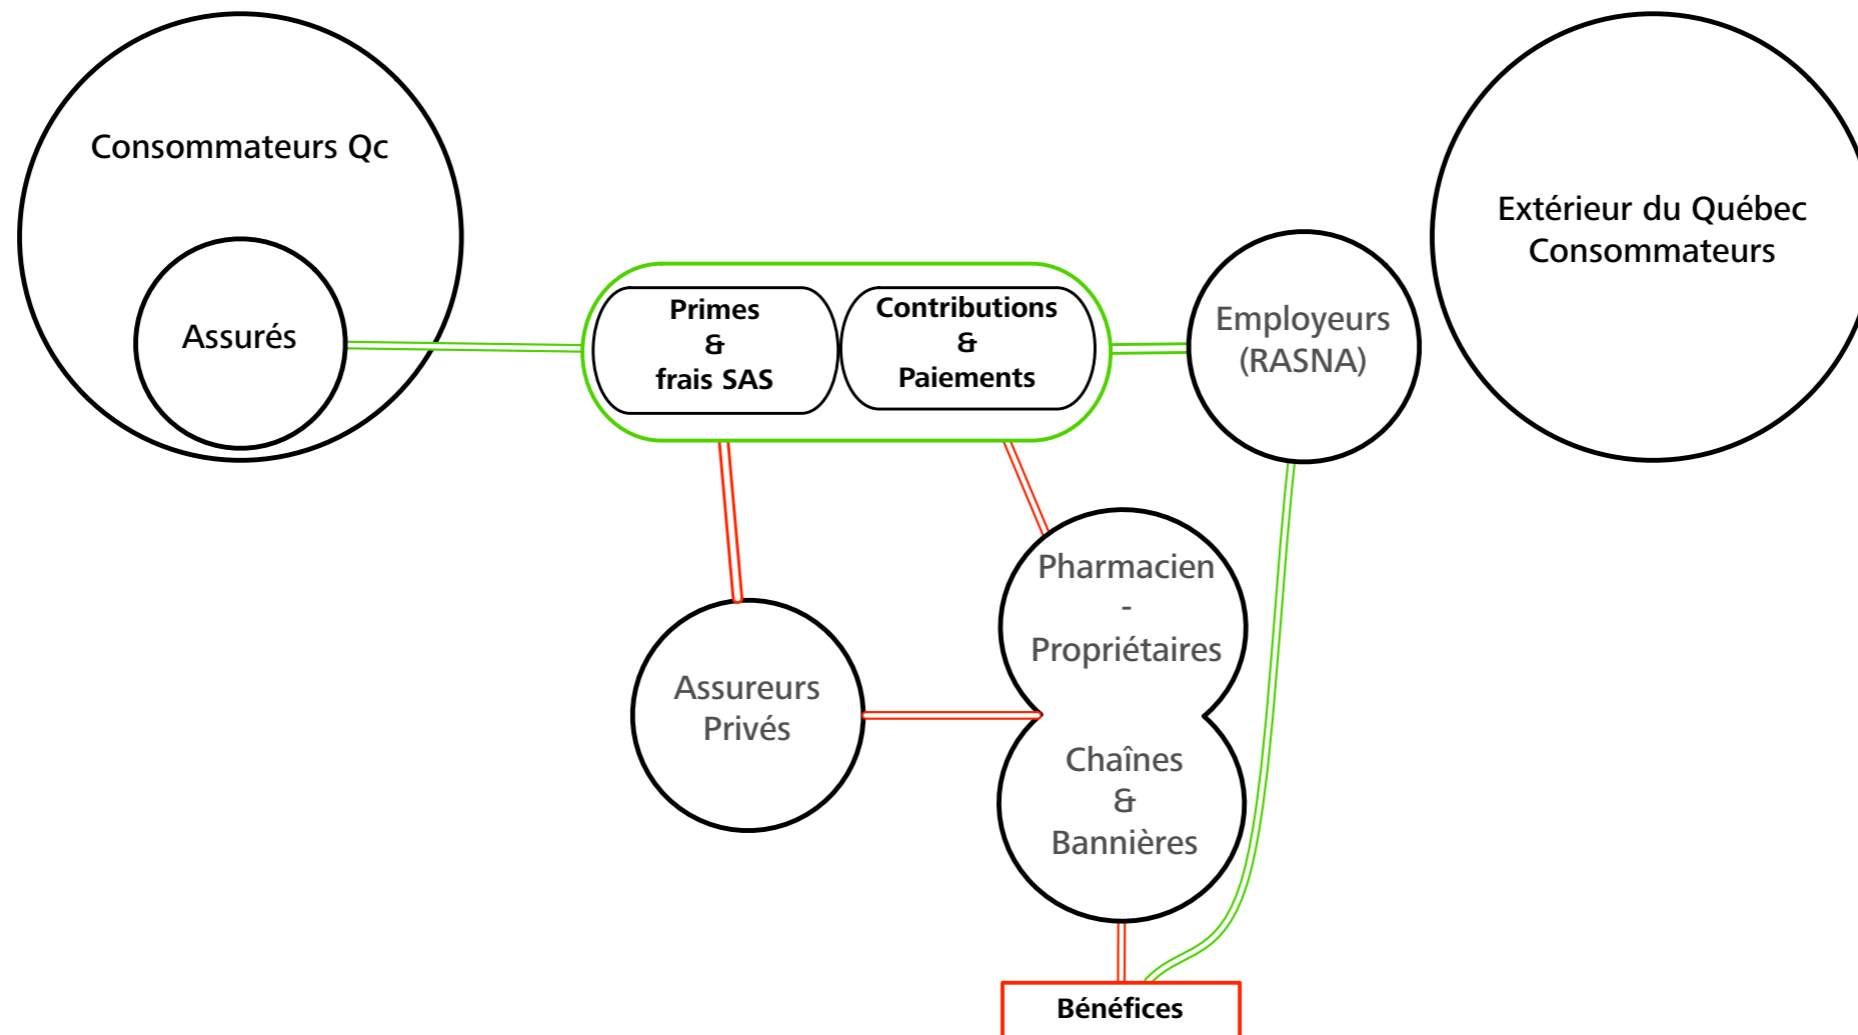 Consommateurs Qc
Assurés
Primes
&
frais SAS
Contributions
&
Paiements
Employeurs
(RASNA)
Extérieur du Québec
Consommateurs
Pharmacien
-
Propriétaires
Assureurs
Privés
Chaînes
&
Bannières
Bénéfices